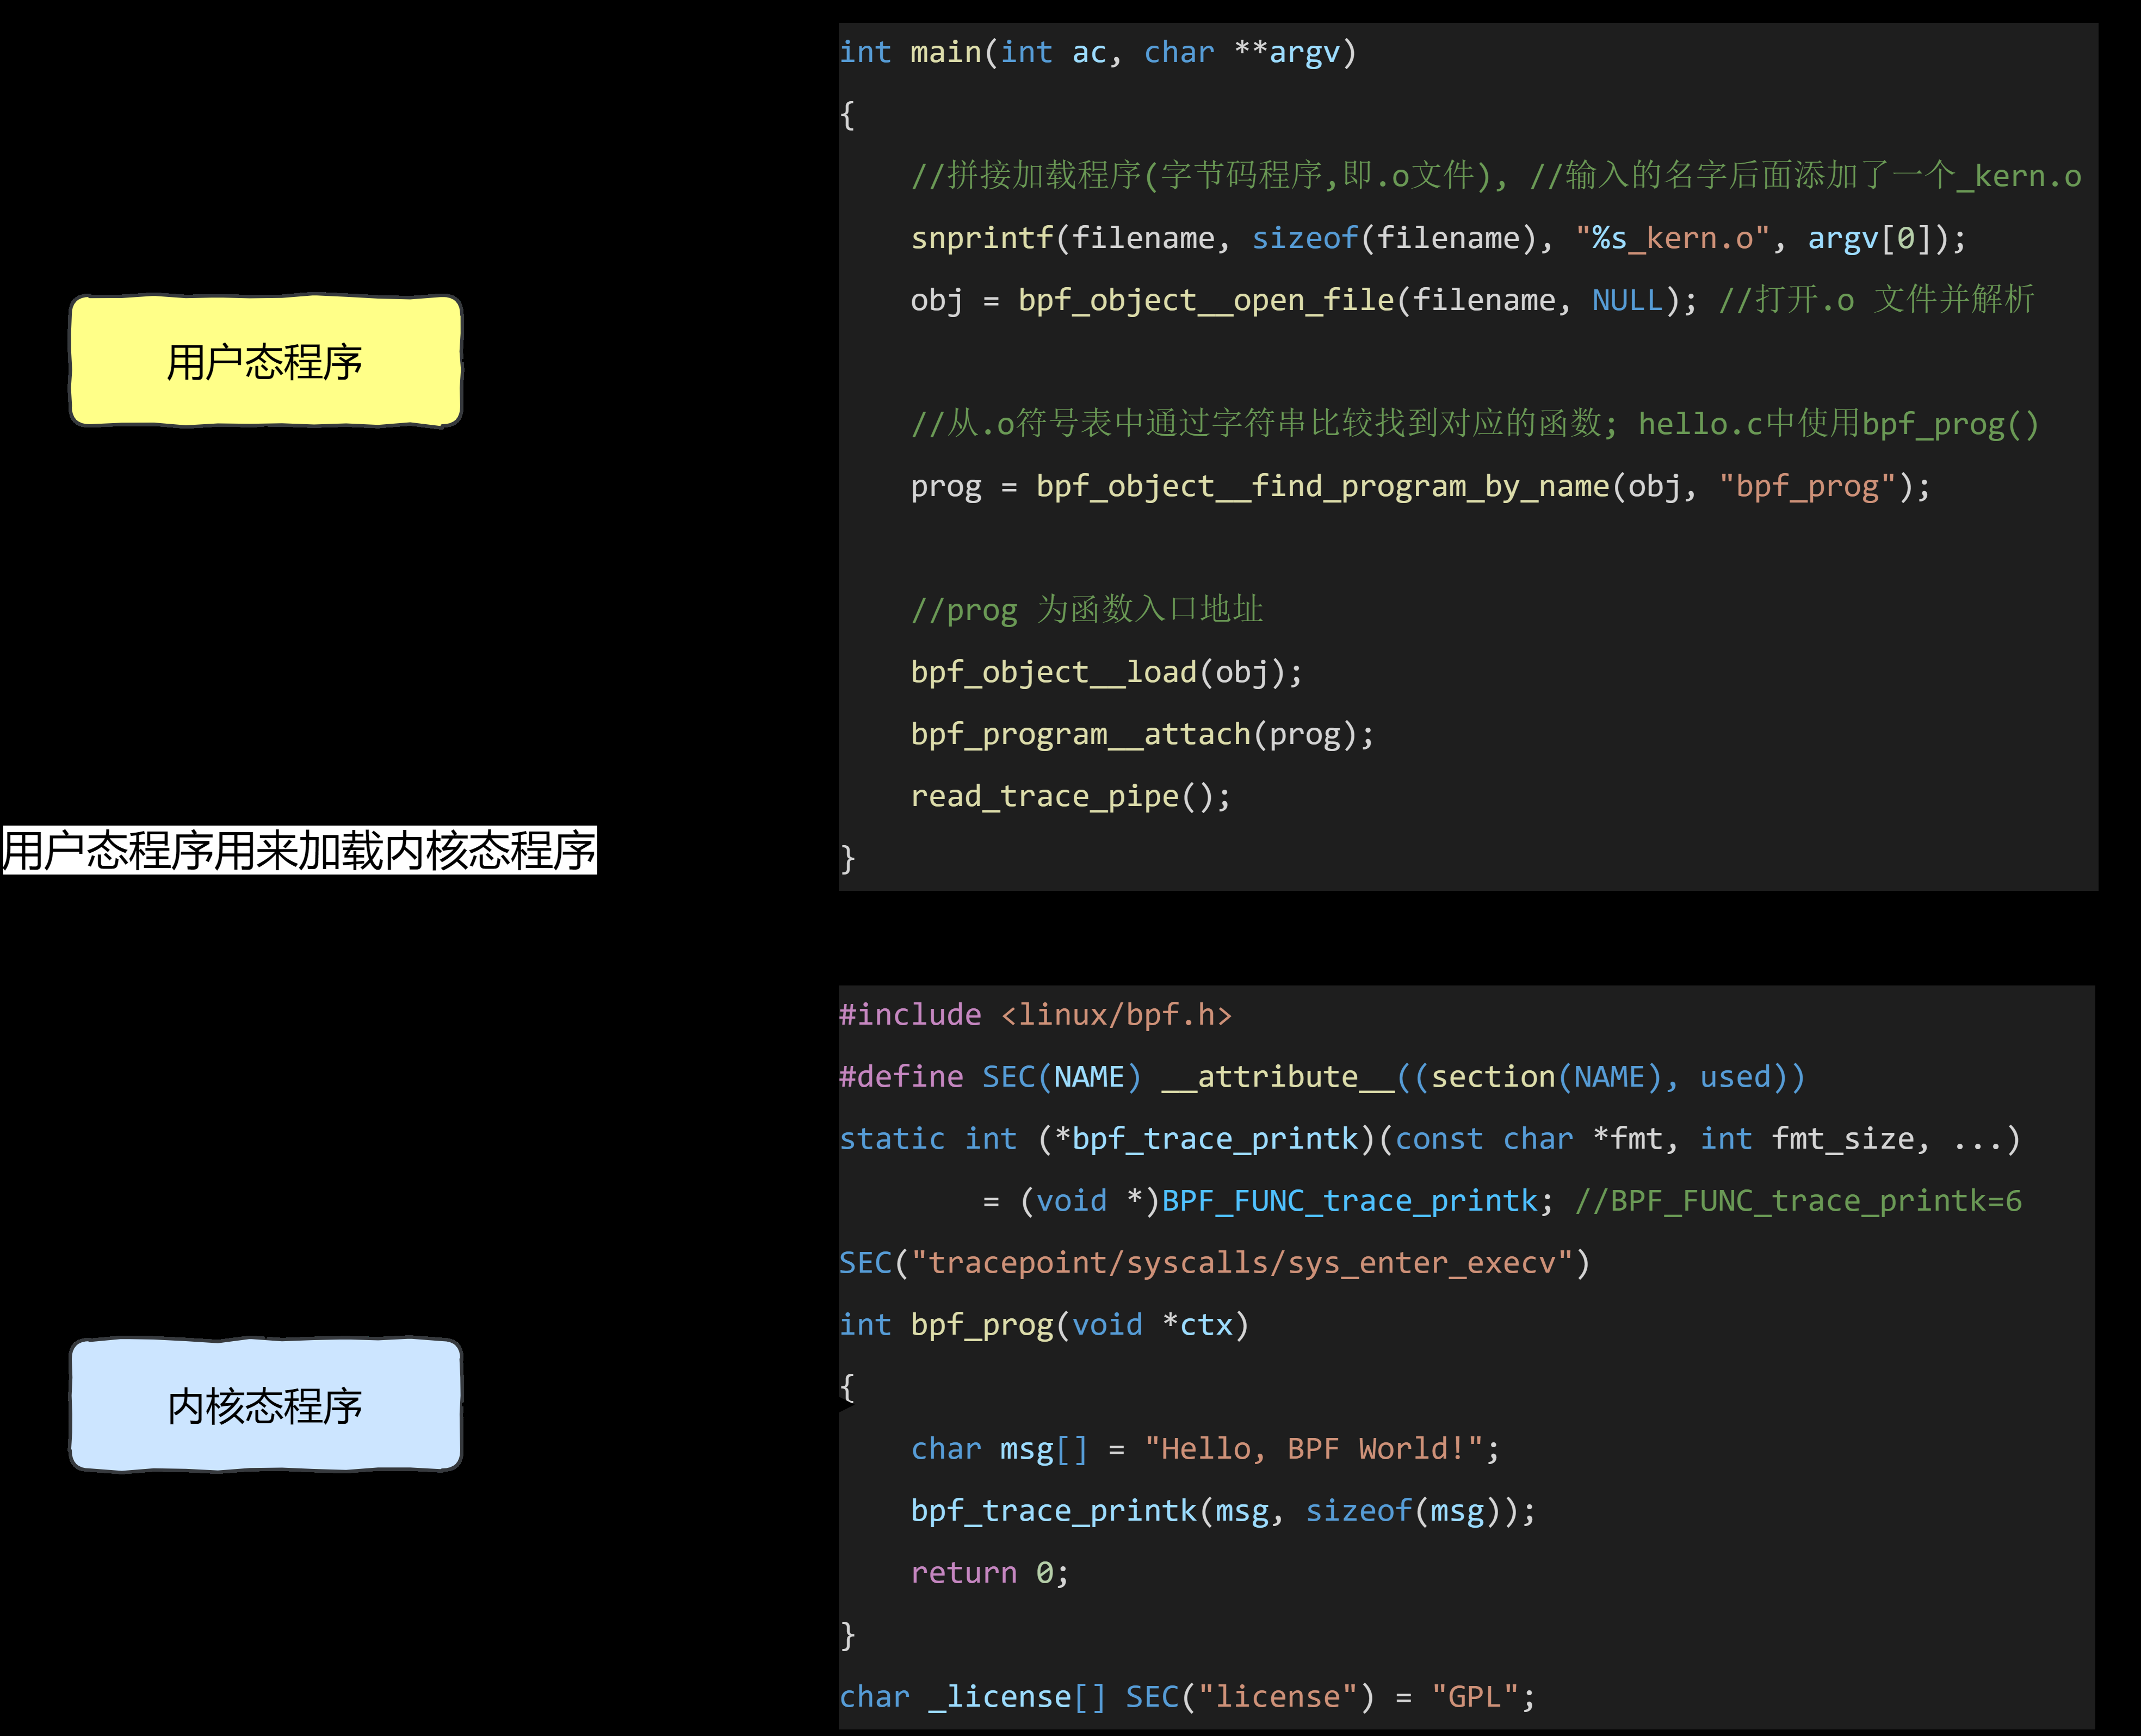 int main(int ac, char **argv)
{
//拼接加载程序(字节码程序,即.o文件), //输入的名字后面添加了一个_kern.o
snprintf(filename, sizeof(filename), "%s_kern.o", argv[0]);
obj = bpf_object__open_file(filename, NULL); //打开.o 文件并解析
//从.o符号表中通过字符串比较找到对应的函数; hello.c中使用bpf_prog()
prog = bpf_object__find_program_by_name(obj, "bpf_prog");
//prog 为函数入口地址
bpf_object__load(obj);
bpf_program__attach(prog);
read_trace_pipe();
}
用户态程序
用户态程序用来加载内核态程序
#include <linux/bpf.h>
#define SEC(NAME) __attribute__((section(NAME), used))
static int (*bpf_trace_printk)(const char *fmt, int fmt_size, ...)
= (void *)BPF_FUNC_trace_printk; //BPF_FUNC_trace_printk=6
SEC("tracepoint/syscalls/sys_enter_execv")
int bpf_prog(void *ctx)
{
char msg[] = "Hello, BPF World!";
bpf_trace_printk(msg, sizeof(msg));
return 0;
}
char _license[] SEC("license") = "GPL";
内核态程序